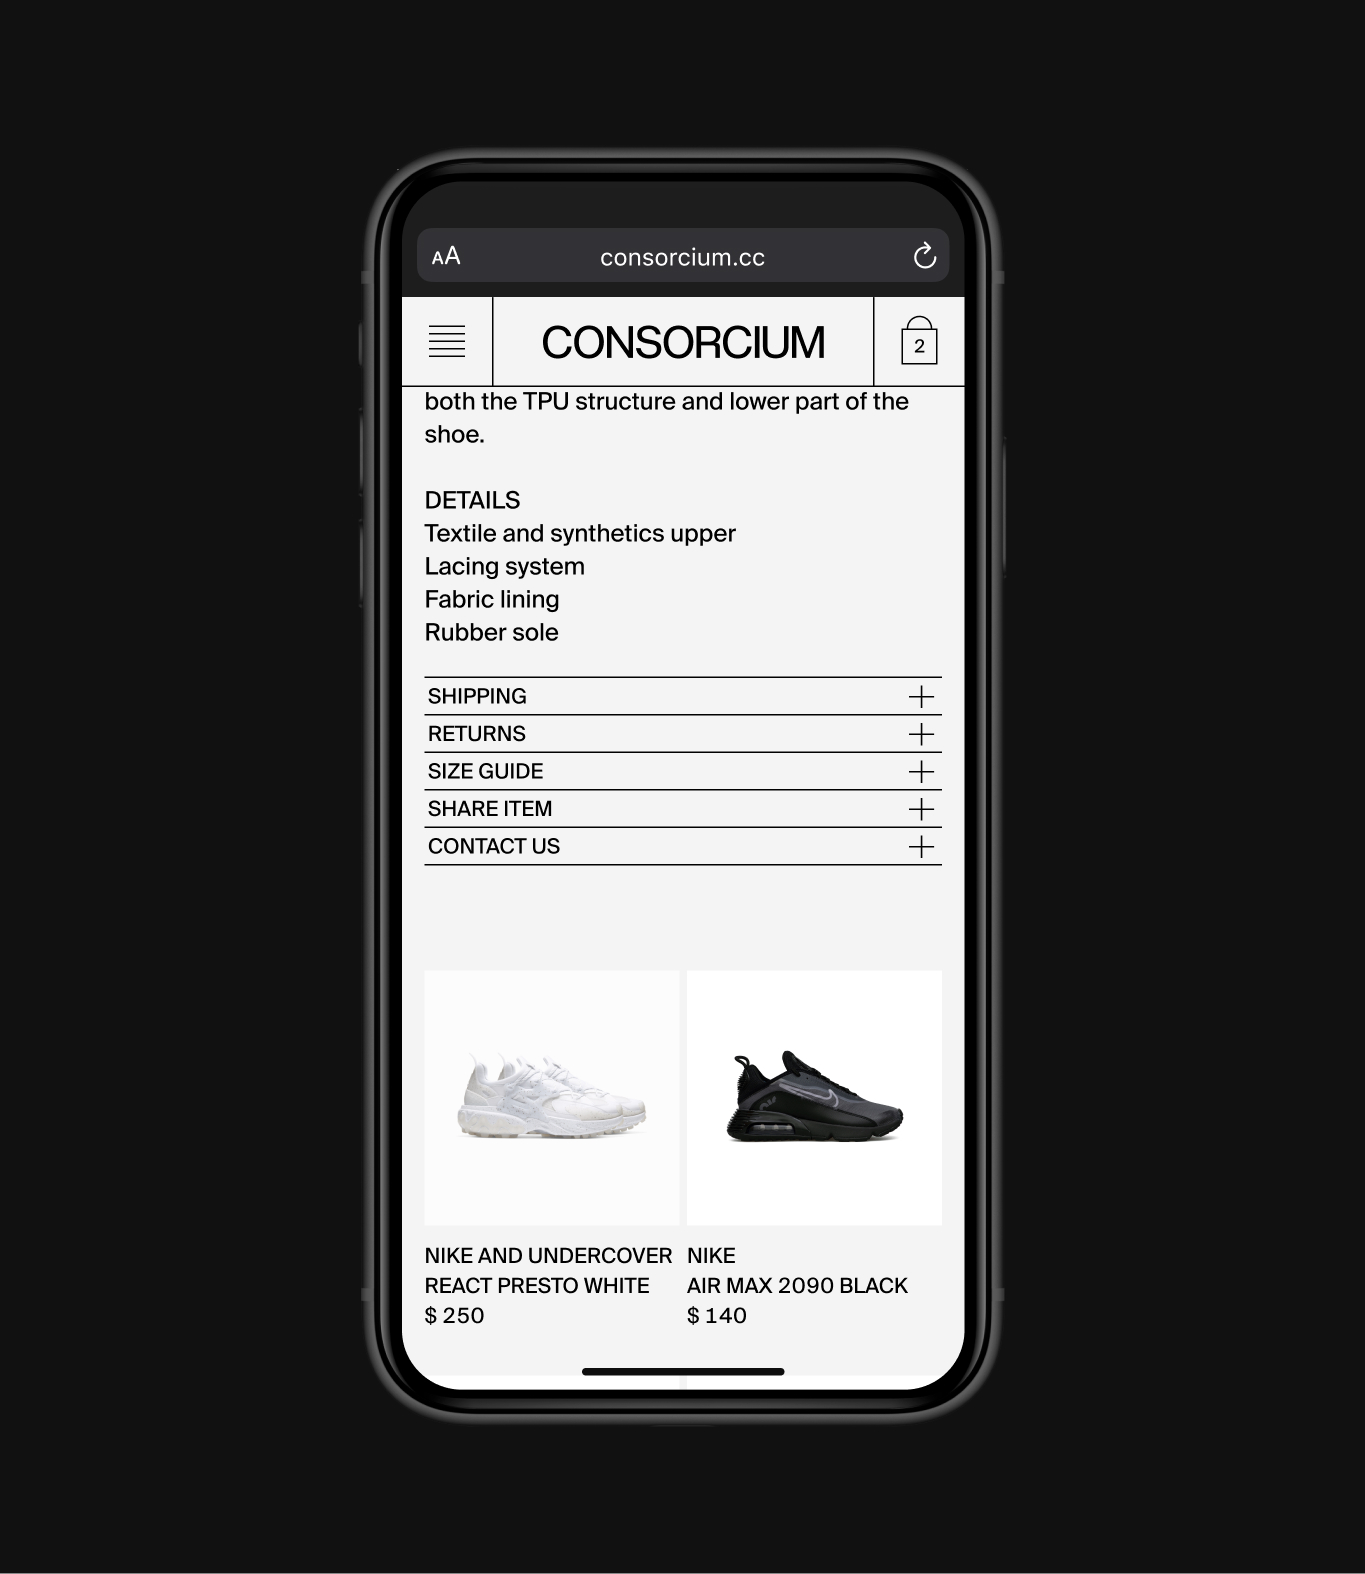 AA
consorcium.cc
CONSORCIUM
2
both the TPU structure and lower part of the
shoe.
DETAILS
Textile and synthetics upper
Lacing system
Fabric lining
Rubber sole
SHIPPING
RETURNS
SIZE GUIDE
SHARE ITEM
CONTACT US
NIKE AND UNDERCOVER
REACT PRESTO WHITE
$ 250
NIKE
AIR MAX 2090 BLACK
$ 140